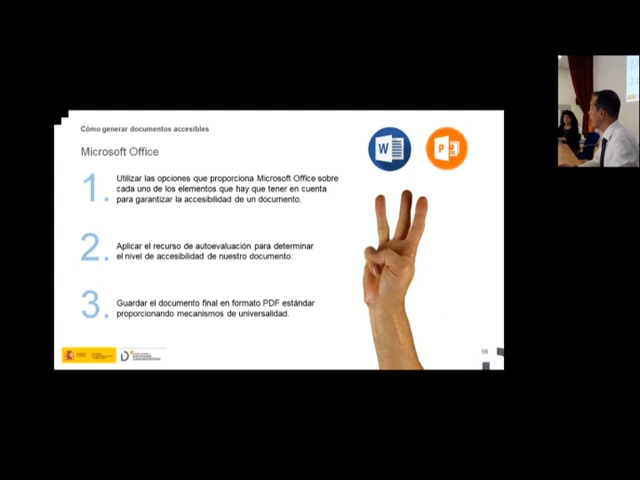 Cómo generar documentos accesibles
Microsoft Office
1.
Utilizar las opciones que proporciona Microsoft Office sobre
cada uno de los elementos que hay que tener en cuenta
para garantizar la accesibilidad de un documento.
2.
Aplicar el recurso de autoevaluación para determinar
el nivel de accesibilidad de nuestro documento.
3.
Guardar el documento final en formato PDF estándar
proporcionando mecanismos de universalidad.
W
P
98